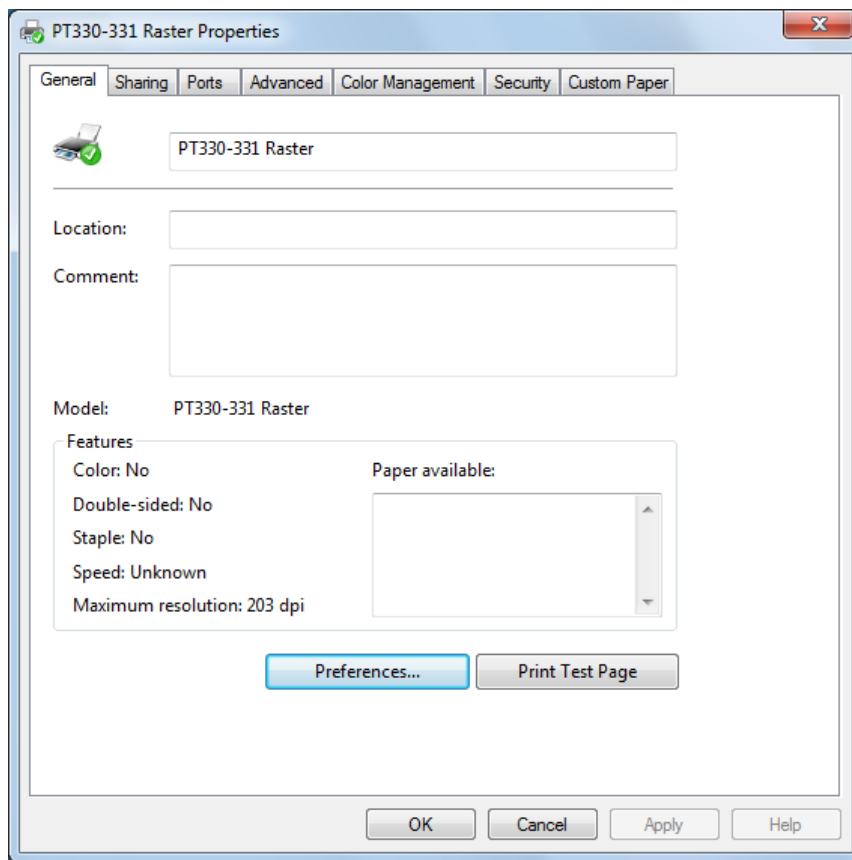 PT330-331 Raster Properties
General Sharing Ports Advanced Color Management Security Custom Paper
PT330-331 Raster
Location:
Comment:
Model: PT330-331 Raster
Features
Color: No Paper available:
Double-sided: No
Staple: No
Speed: Unknown
Maximum resolution: 203 dpi
Preferences... Print Test Page
OK Cancel Apply Help